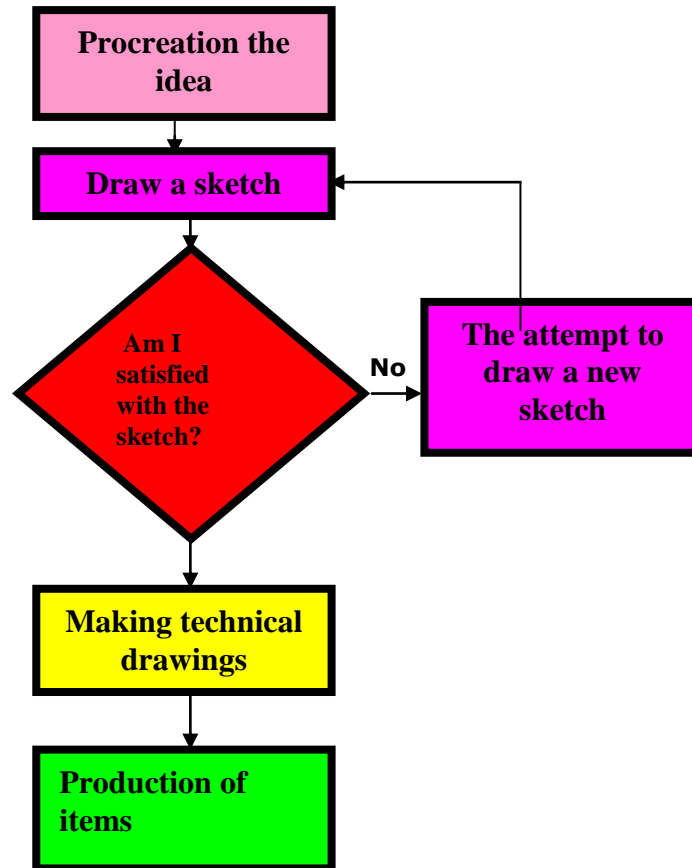 Procreation the
idea
Draw a sketch
Am I
satisfied
with the
sketch?
No
The attempt to
draw a new
sketch
Making technical
drawings
Production of
items